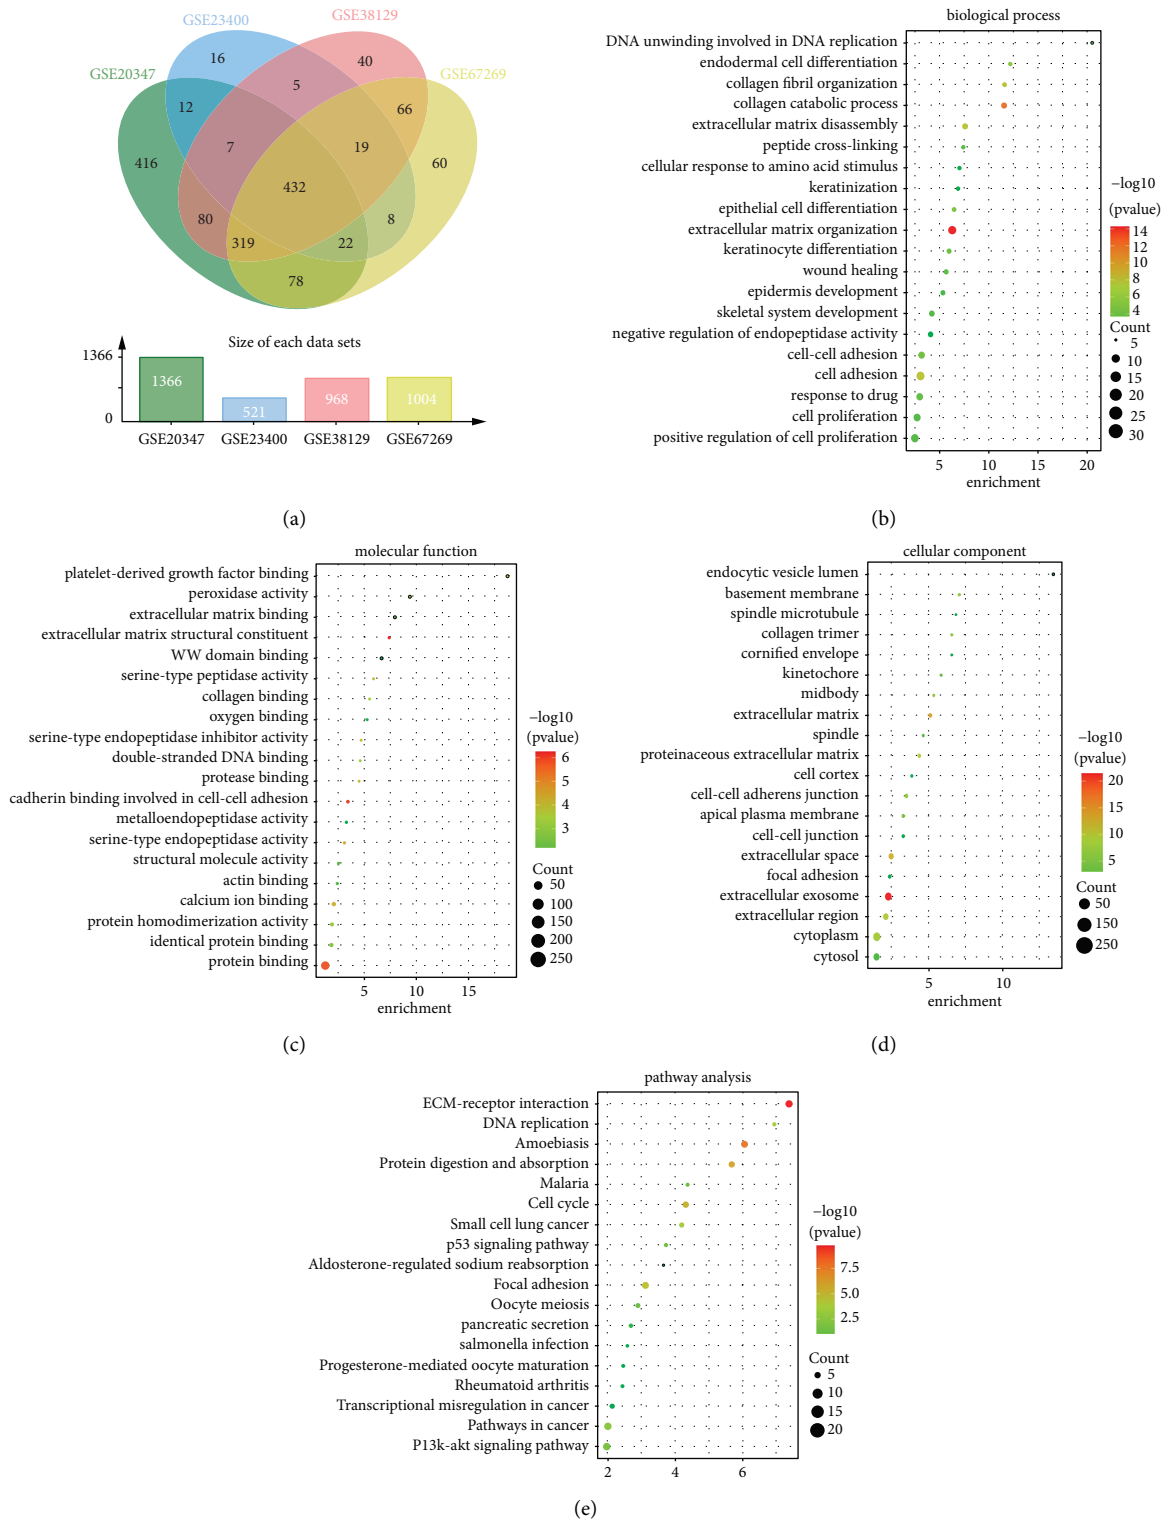 GSE38129
GSE23400
GSE20347
GSE67269
16
40
5
12
66
7
19
416
60
432
80
8
319
22
78
Size of each data sets
1366
0
1366
521
968
1004
GSE20347 GSE23400 GSE38129 GSE67269
(a)
biological process
DNA unwinding involved in DNA replication
endodermal cell differentiation
collagen fibril organization
collagen catabolic process
extracellular matrix disassembly
peptide cross-linking
cellular response to amino acid stimulus
keratinization
epithelial cell differentiation
extracellular matrix organization
keratinocyte differentiation
wound healing
epidermis development
skeletal system development
negative regulation of endopeptidase activity
cell-cell adhesion
cell adhesion
response to drug
cell proliferation
positive regulation of cell proliferation
5 10 15 20
enrichment
−log10
(pvalue)
14
12
10
8
6
4
Count
5
10
15
20
25
30
(b)
molecular function
platelet-derived growth factor binding
peroxidase activity
extracellular matrix binding
extracellular matrix structural constituent
WW domain binding
serine-type peptidase activity
collagen binding
oxygen binding
serine-type endopeptidase inhibitor activity
double-stranded DNA binding
protease binding
cadherin binding involved in cell-cell adhesion
metalloendopeptidase activity
serine-type endopeptidase activity
structural molecule activity
actin binding
calcium ion binding
protein homodimerization activity
identical protein binding
protein binding
5 10 15
enrichment
−log10
(pvalue)
6
5
4
3
Count
50
100
150
200
250
(c)
cellular component
endocytic vesicle lumen
basement membrane
spindle microtubule
collagen trimer
cornified envelope
kinetochore
midbody
extracellular matrix
spindle
proteinaceous extracellular matrix
cell cortex
cell-cell adherens junction
apical plasma membrane
cell-cell junction
extracellular space
focal adhesion
extracellular exosome
extracellular region
cytoplasm
cytosol
5 10
enrichment
−log10
(pvalue)
20
15
10
5
Count
50
150
250
(d)
pathway analysis
ECM-receptor interaction
DNA replication
Amoebiasis
Protein digestion and absorption
Malaria
Cell cycle
Small cell lung cancer
p53 signaling pathway
Aldosterone-regulated sodium reabsorption
Focal adhesion
Oocyte meiosis
pancreatic secretion
salmonella infection
Progesterone-mediated oocyte maturation
Rheumatoid arthritis
Transcriptional misregulation in cancer
Pathways in cancer
P13k-akt signaling pathway
2 4 6
−log10
(pvalue)
7.5
5.0
2.5
Count
5
10
15
20
(e)